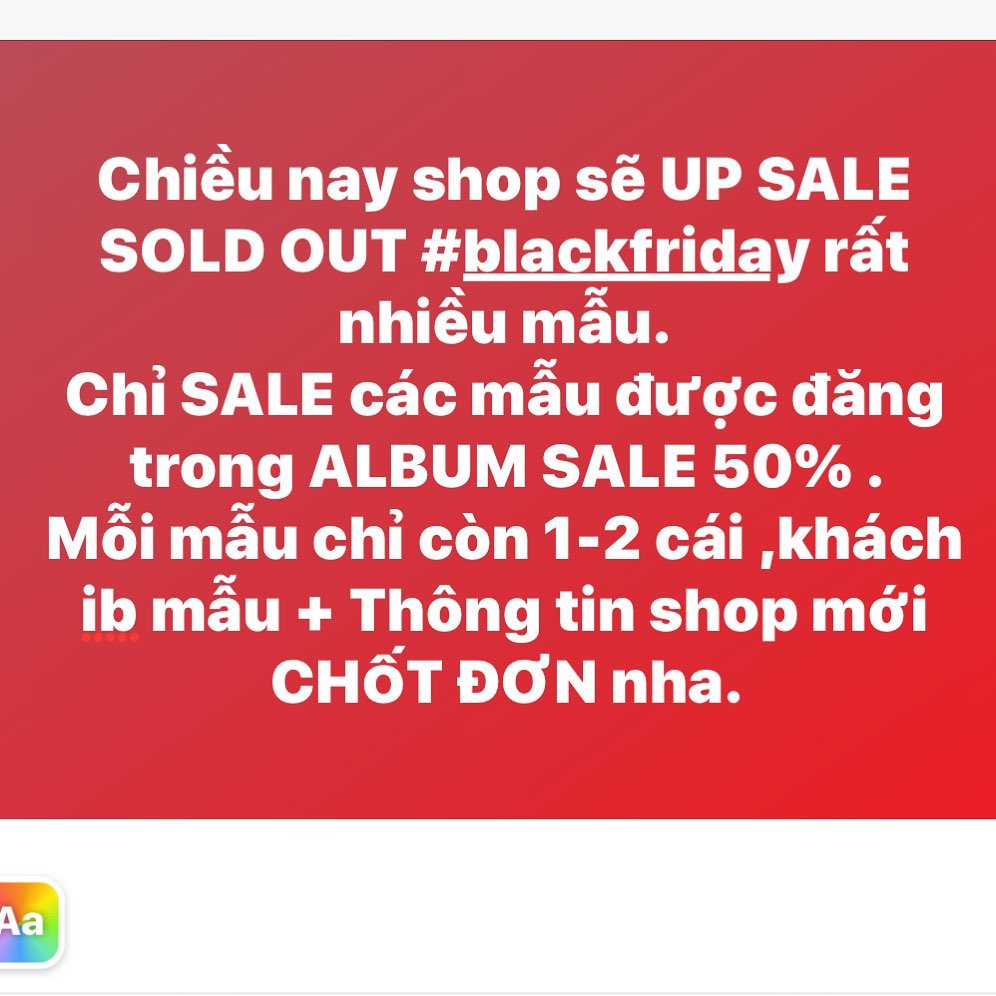 Chiều nay shop sẽ UP SALE
SOLD OUT #blackfriday rất
nhiều mẫu.
Chỉ SALE các mẫu được đăng
trong ALBUM SALE 50% .
Mỗi mẫu chỉ còn 1-2 cái ,khách
ib mẫu + Thông tin shop mới
CHốT ĐƠN nha.
Aa